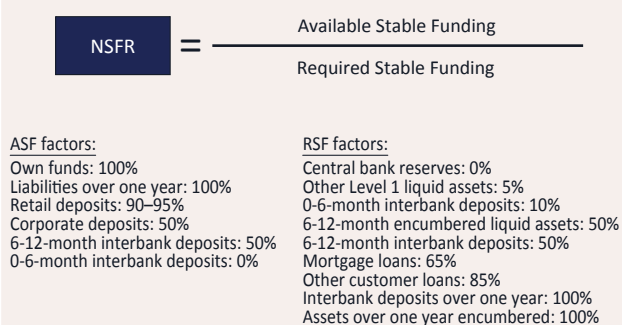 NSFR = Available Stable Funding
Required Stable Funding
ASF factors:
Own funds: 100%
Liabilities over one year: 100%
Retail deposits: 90–95%
Corporate deposits: 50%
6-12-month interbank deposits: 50%
0-6-month interbank deposits: 0%
RSF factors:
Central bank reserves: 0%
Other Level 1 liquid assets: 5%
0-6-month interbank deposits: 10%
6-12-month encumbered liquid assets: 50%
6-12-month interbank deposits: 50%
Mortgage loans: 65%
Other customer loans: 85%
Interbank deposits over one year: 100%
Assets over one year encumbered: 100%